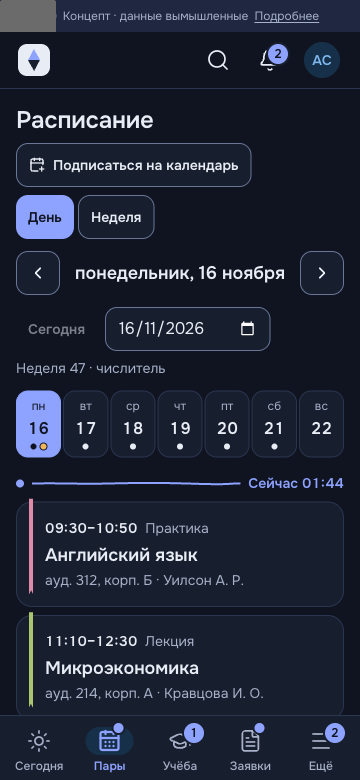 Концепт · данные вымышленные Подробнее
2
АС
Расписание
Подписаться на календарь
День Неделя
понедельник, 16 ноября
Сегодня 16/11/2026
Неделя 47 · числитель
пн вт ср чт пт сб вс
16 17 18 19 20 21 22
Сейчас 01:44
09:30–10:50 Практика
Английский язык
ауд. 312, корп. Б · Уилсон А. Р.
11:10–12:30 Лекция
Микроэкономика
ауд. 214, корп. А · Кравцова И. О.
1 2
Сегодня Пары Учёба Заявки Ещё